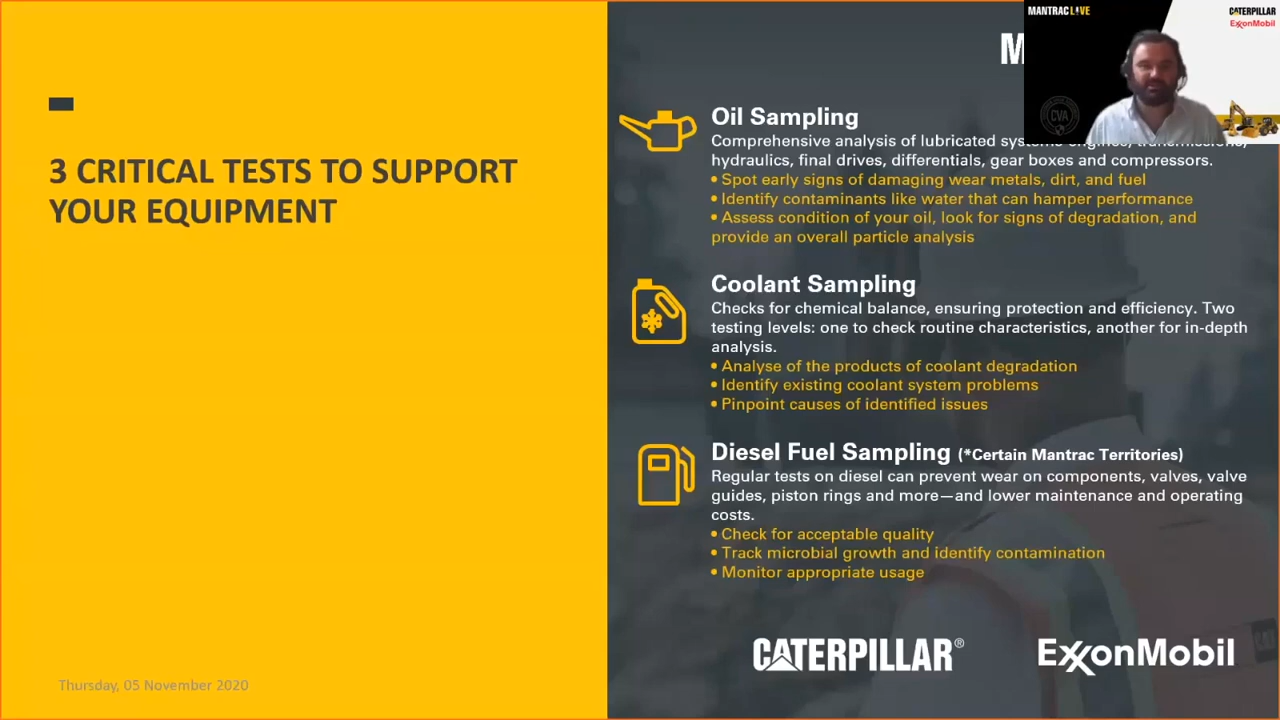 3 CRITICAL TESTS TO SUPPORT
YOUR EQUIPMENT
Thursday, 05 November 2020
M
MANTRAC LIVE
CATERPILLAR
ExxonMobil
CVA
Oil Sampling
Comprehensive analysis of lubricated systems: engines, transmissions,
hydraulics, final drives, differentials, gear boxes and compressors.
• Spot early signs of damaging wear metals, dirt, and fuel
• Identify contaminants like water that can hamper performance
• Assess condition of your oil, look for signs of degradation, and
provide an overall particle analysis
Coolant Sampling
Checks for chemical balance, ensuring protection and efficiency. Two
testing levels: one to check routine characteristics, another for in-depth
analysis.
• Analyse of the products of coolant degradation
• Identify existing coolant system problems
• Pinpoint causes of identified issues
Diesel Fuel Sampling (*Certain Mantrac Territories)
Regular tests on diesel can prevent wear on components, valves, valve
guides, piston rings and more—and lower maintenance and operating
costs.
• Check for acceptable quality
• Track microbial growth and identify contamination
• Monitor appropriate usage
CATERPILLAR®
ExxonMobil